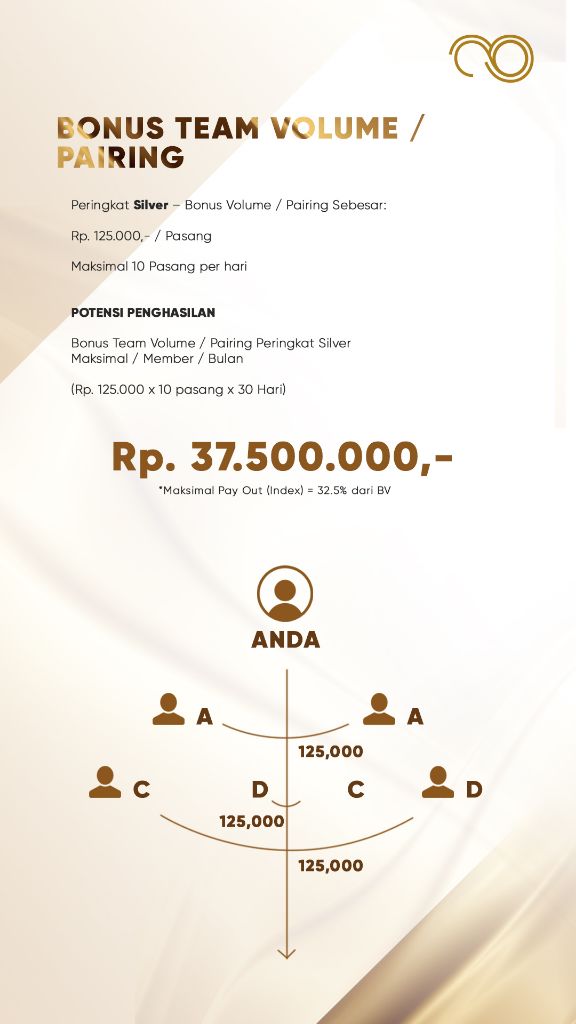 BONUS TEAM VOLUME /
PAIRING
Peringkat Silver – Bonus Volume / Pairing Sebesar:
Rp. 125.000,- / Pasang
Maksimal 10 Pasang per hari
POTENSI PENGHASILAN
Bonus Team Volume / Pairing Peringkat Silver
Maksimal / Member / Bulan
(Rp. 125.000 x 10 pasang x 30 Hari)
Rp. 37.500.000,-
*Maksimal Pay Out (Index) = 32.5% dari BV
ANDA
A A
125,000
C D C D
125,000
125,000